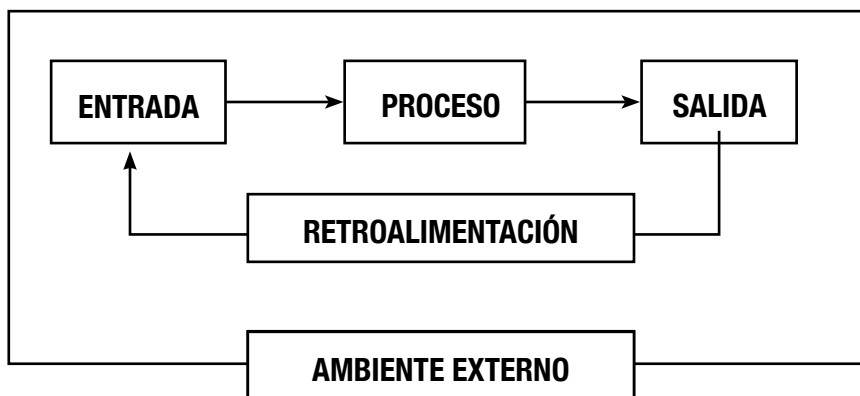 ENTRADA
PROCESO
SALIDA
RETROALIMENTACIÓN
AMBIENTE EXTERNO